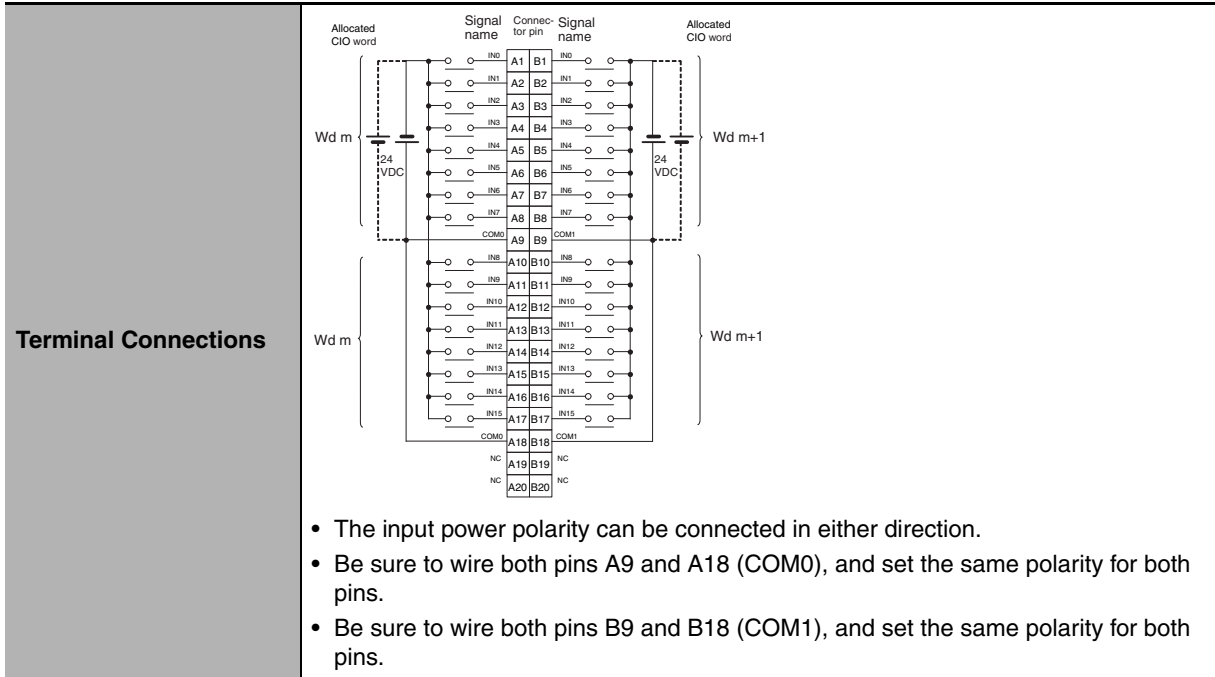 Terminal Connections
Allocated CIO word
Signal name
Connec-tor pin
Signal name
Allocated CIO word
IN0 A1 B1 IN0
IN1 A2 B2 IN1
IN2 A3 B3 IN2
IN3 A4 B4 IN3
Wd m
Wd m+1
IN4 A5 B5 IN4
24 VDC
24 VDC
IN5 A6 B6 IN5
IN6 A7 B7 IN6
IN7 A8 B8 IN7
COM0 A9 B9 COM1
IN8 A10 B10 IN8
IN9 A11 B11 IN9
IN10 A12 B12 IN10
IN11 A13 B13 IN11
Wd m
Wd m+1
IN12 A14 B14 IN12
IN13 A15 B15 IN13
IN14 A16 B16 IN14
IN15 A17 B17 IN15
COM0 A18 B18 COM1
NC A19 B19 NC
NC A20 B20 NC
• The input power polarity can be connected in either direction.
• Be sure to wire both pins A9 and A18 (COM0), and set the same polarity for both
pins.
• Be sure to wire both pins B9 and B18 (COM1), and set the same polarity for both
pins.